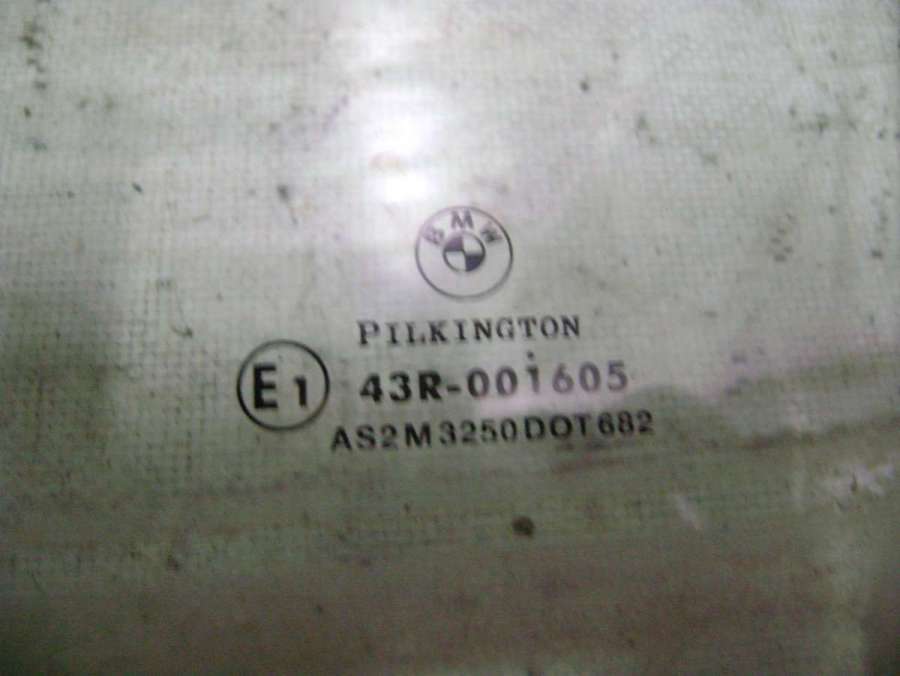 BMW
PILKINGTON
E1 43R-001605
AS2M3250DOT682